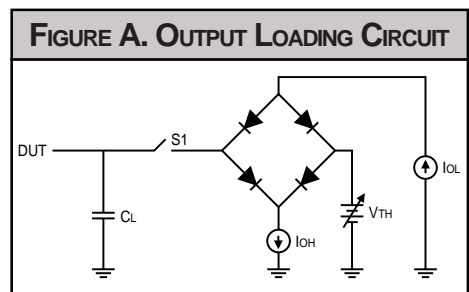 FIGURE A. OUTPUT LOADING CIRCUIT
DUT
S1
CL
IOH
VTH
IOL